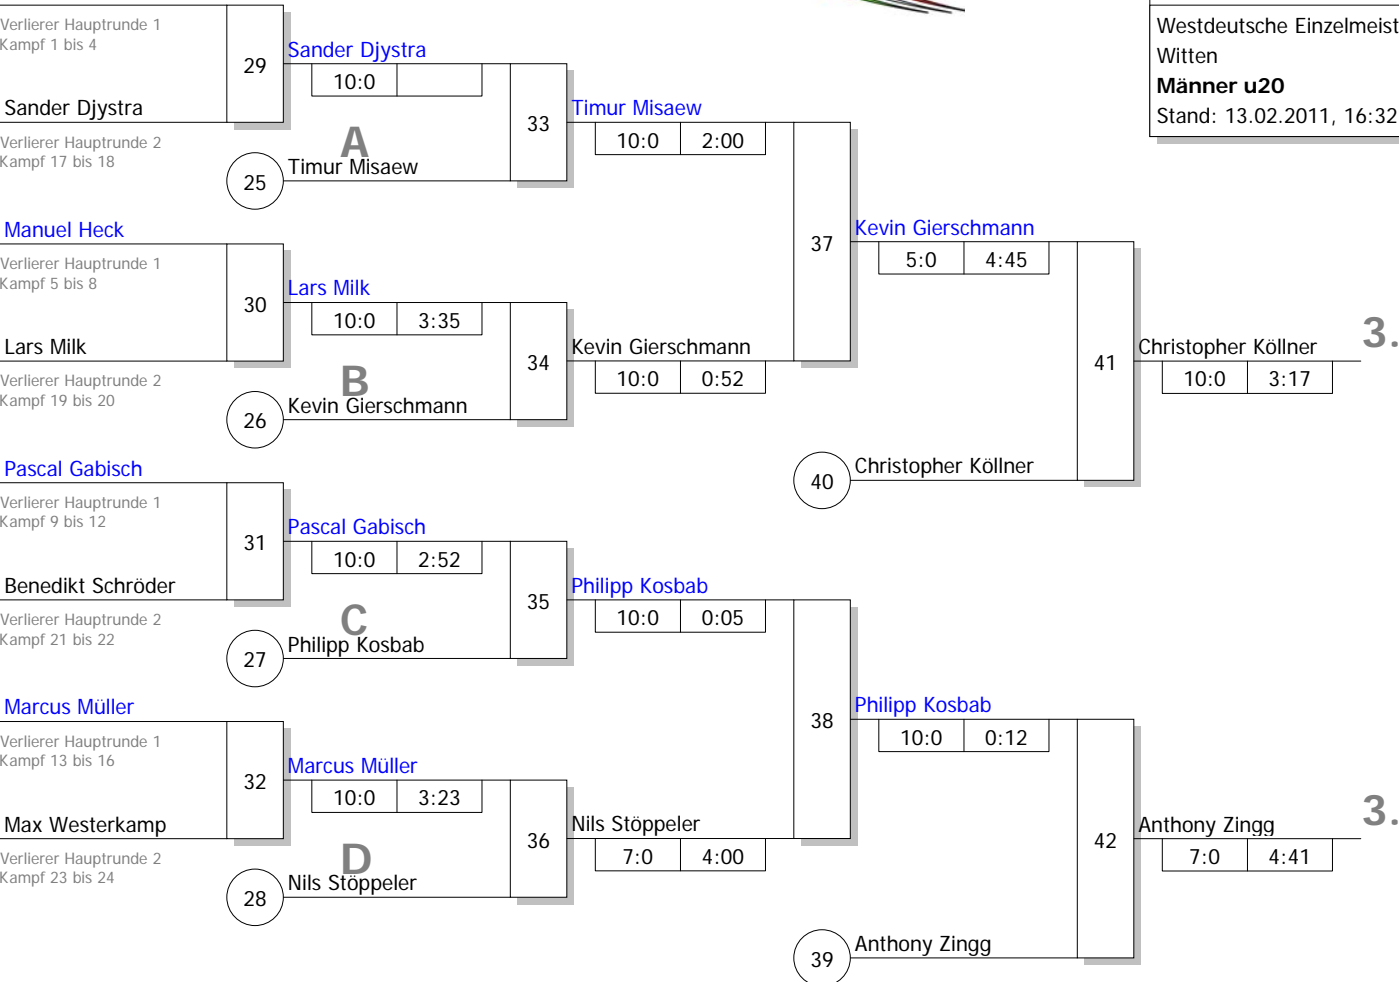 Westdeutsche Einzelmeist
Witten
Männer u20
Stand: 13.02.2011, 16:32
Verlierer Hauptrunde 1
Kampf 1 bis 4
29
Sander Djystra
10:0
Sander Djystra
Verlierer Hauptrunde 2
Kampf 17 bis 18
A
25
Timur Misaew
33
Timur Misaew
10:0 2:00
Manuel Heck
Verlierer Hauptrunde 1
Kampf 5 bis 8
30
Lars Milk
10:0 3:35
Lars Milk
Verlierer Hauptrunde 2
Kampf 19 bis 20
B
26
Kevin Gierschmann
34
Kevin Gierschmann
10:0 0:52
37
Kevin Gierschmann
5:0 4:45
40
Christopher Köllner
41
Christopher Köllner
10:0 3:17
3.
Pascal Gabisch
Verlierer Hauptrunde 1
Kampf 9 bis 12
31
Pascal Gabisch
10:0 2:52
Benedikt Schröder
Verlierer Hauptrunde 2
Kampf 21 bis 22
C
27
Philipp Kosbab
35
Philipp Kosbab
10:0 0:05
Marcus Müller
Verlierer Hauptrunde 1
Kampf 13 bis 16
32
Marcus Müller
10:0 3:23
Max Westerkamp
Verlierer Hauptrunde 2
Kampf 23 bis 24
D
28
Nils Stöppeler
36
Nils Stöppeler
7:0 4:00
38
Philipp Kosbab
10:0 0:12
39
Anthony Zingg
42
Anthony Zingg
7:0 4:41
3.